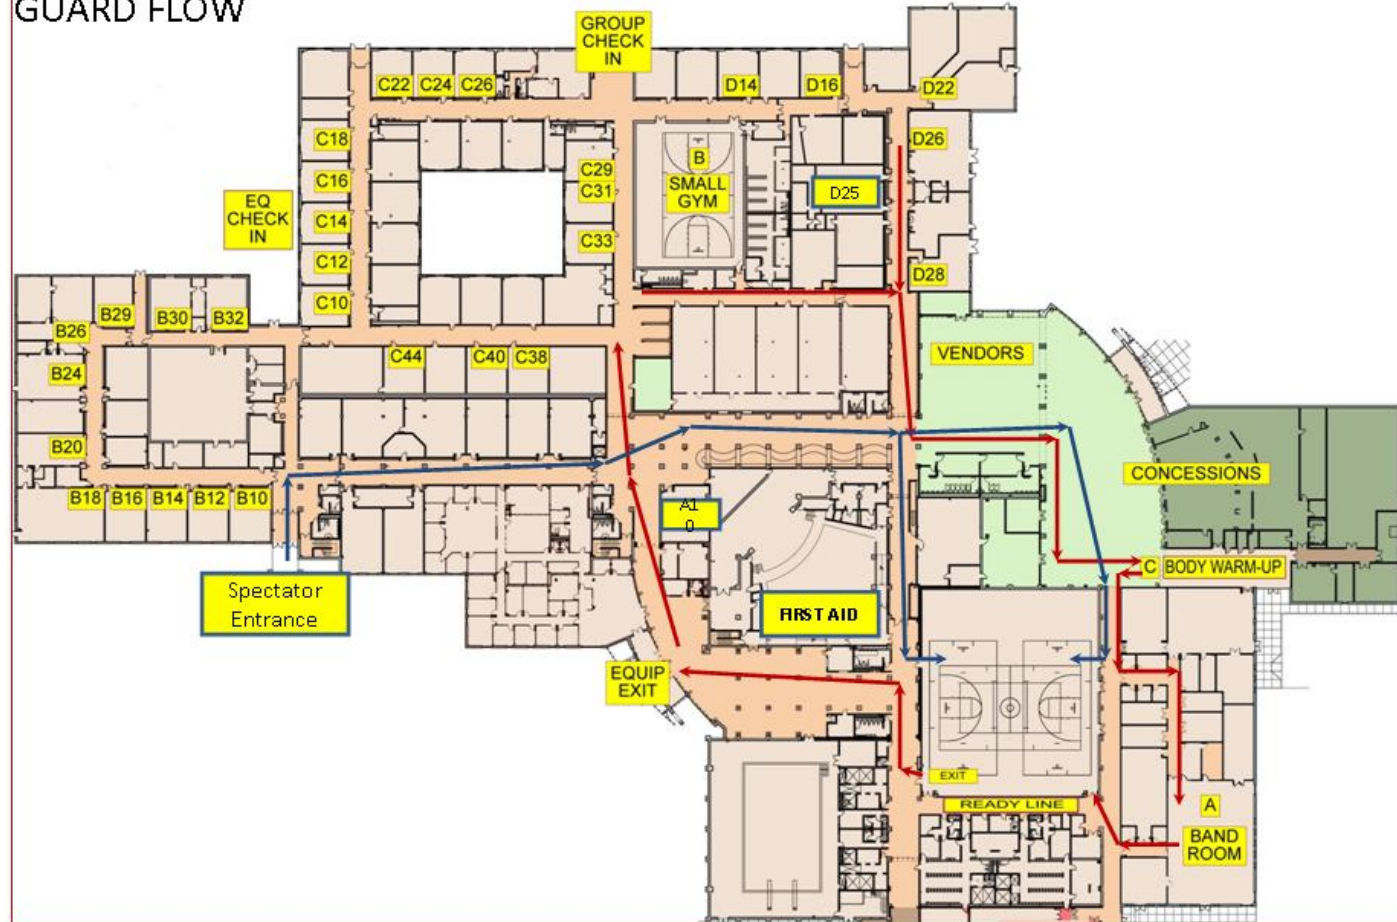 GUARD FLOW
GROUP
CHECK
IN
C22
C24
C26
D14
D16
D22
C18
D26
B
SMALL
GYM
C29
C31
C16
D25
EQ
CHECK
IN
C14
C33
C12
D28
C10
B29
B30
B32
B26
C44
C40
C38
VENDORS
B24
B20
CONCESSIONS
B18
B16
B14
B12
B10
A1
0
C
BODY WARM-UP
Spectator
Entrance
FIRST AID
EQUIP
EXIT
EXIT
READY LINE
A
BAND
ROOM